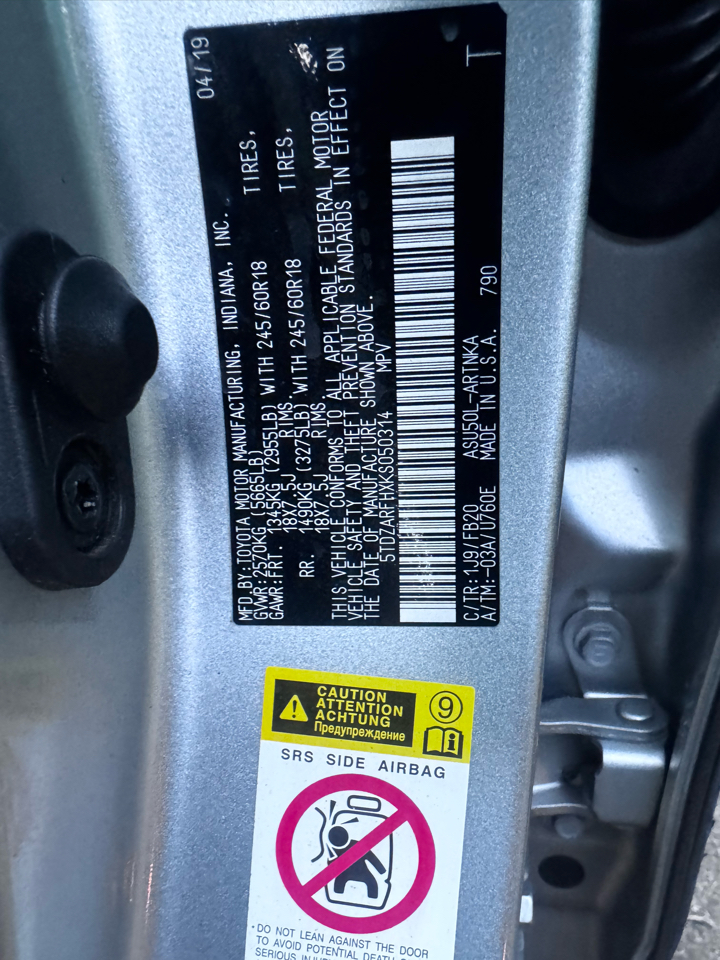 04/19
MFD.BY:TOYOTA MOTOR MANUFACTURING, INDIANA, INC.
GVWR:2570KG (5665LB)
GAWR:FRT. 1345KG (2955LB) WITH 245/60R18 TIRES,
18X7.5J RIMS.
RR. 1490KG (3275LB) WITH 245/60R18 TIRES,
18X7.5J RIMS.
THIS VEHICLE CONFORMS TO ALL APPLICABLE FEDERAL MOTOR
VEHICLE SAFETY AND THEFT PREVENTION STANDARDS IN EFFECT ON
THE DATE OF MANUFACTURE SHOWN ABOVE.
5TDZARFHXKS050314 MPV
C/TR:1J9/FB20 ASU50L-ARTNKA T
A/TM:-03A/U760E MADE IN U.S.A. 790
CAUTION
ATTENTION
ACHTUNG
Предупреждение
9
i
SRS SIDE AIRBAG
• DO NOT LEAN AGAINST THE DOOR
TO AVOID POTENTIAL DEATH
SERIOUS